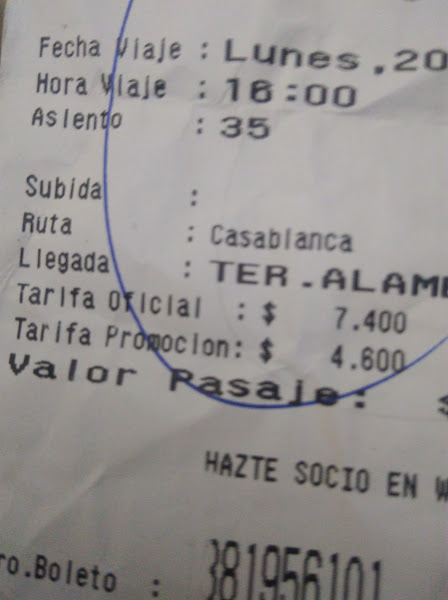 Fecha Viaje : Lunes, 20
Hora Viaje : 16:00
Asiento : 35
Subida :
Ruta : Casablanca
Llegada : TER.ALAME
Tarifa Oficial : $ 7.400
Tarifa Promocion: $ 4.600
Valor Pasaje: $
HAZTE SOCIO EN W
ro.Boleto : 381956101